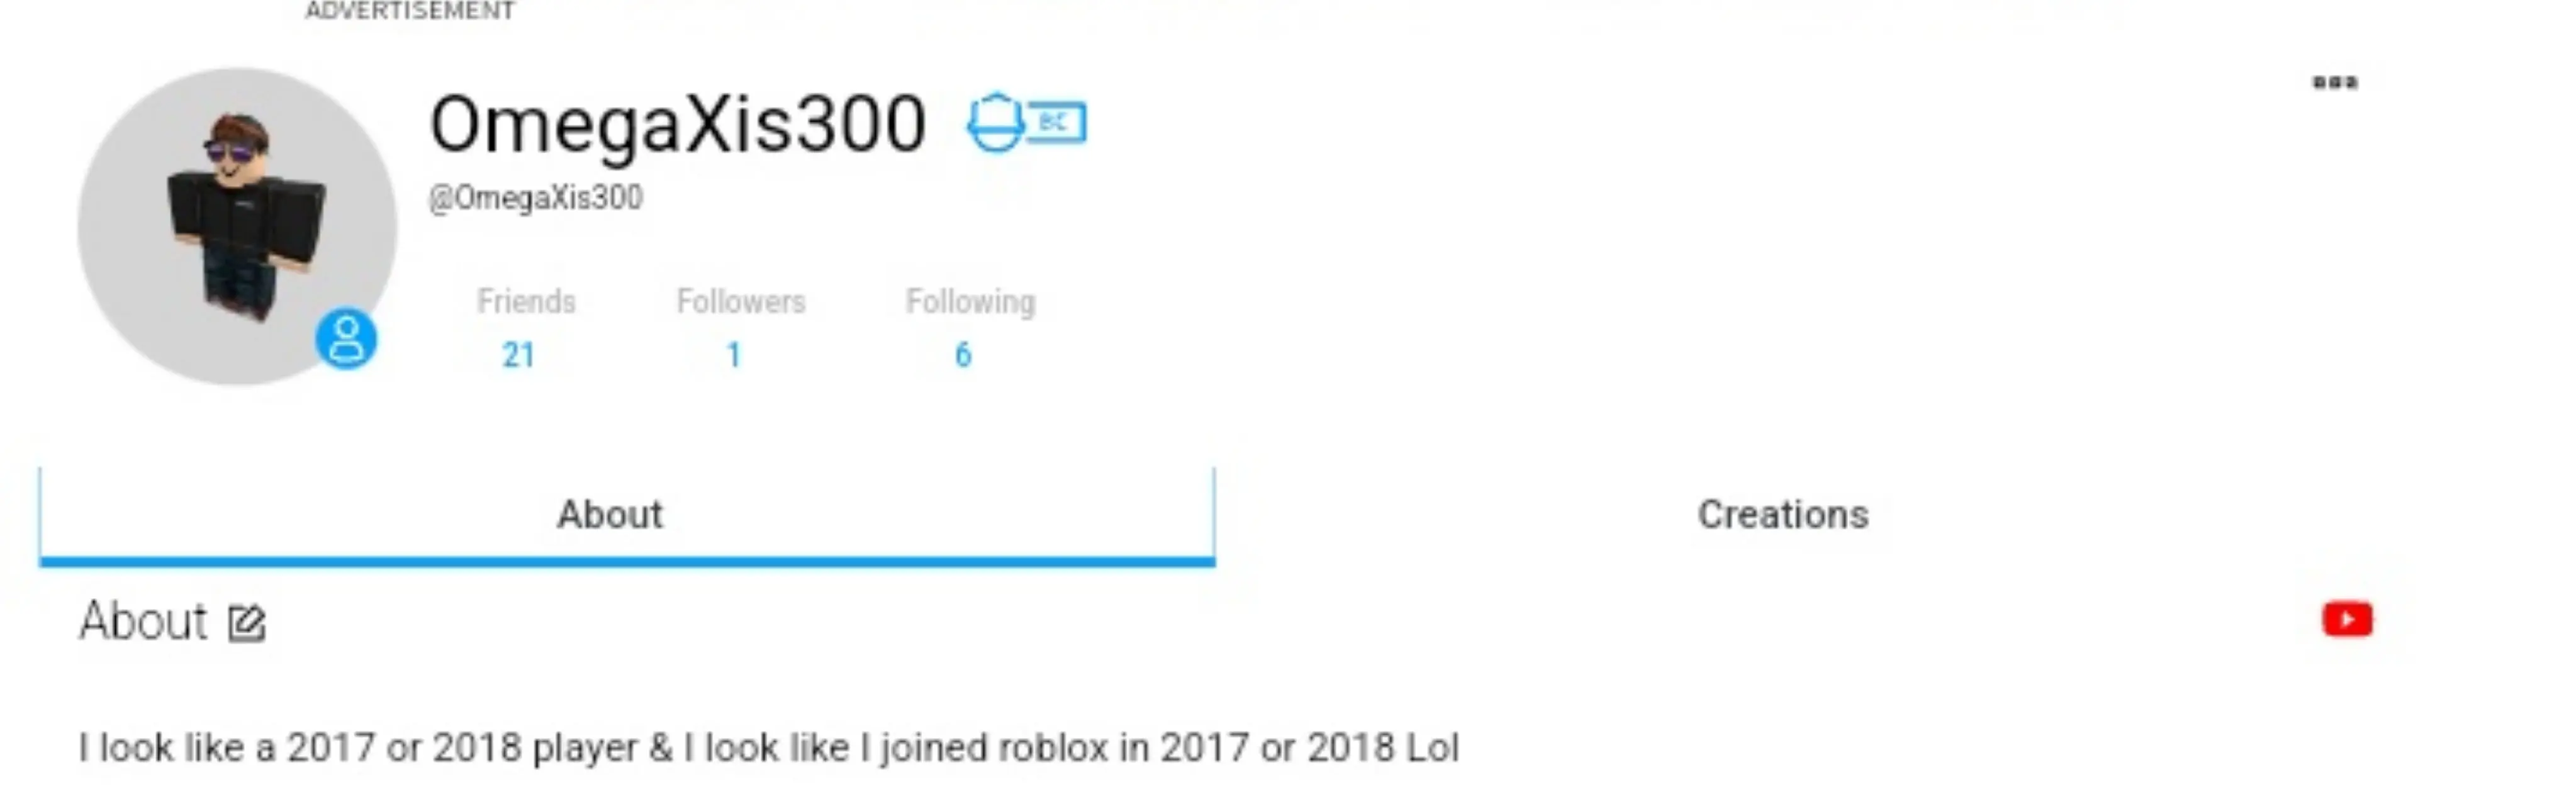 ADVERTISEMENT
OmegaXis300 BC
@OmegaXis300
Friends Followers Following
21 1 6
About Creations
About
I look like a 2017 or 2018 player & I look like I joined roblox in 2017 or 2018 Lol